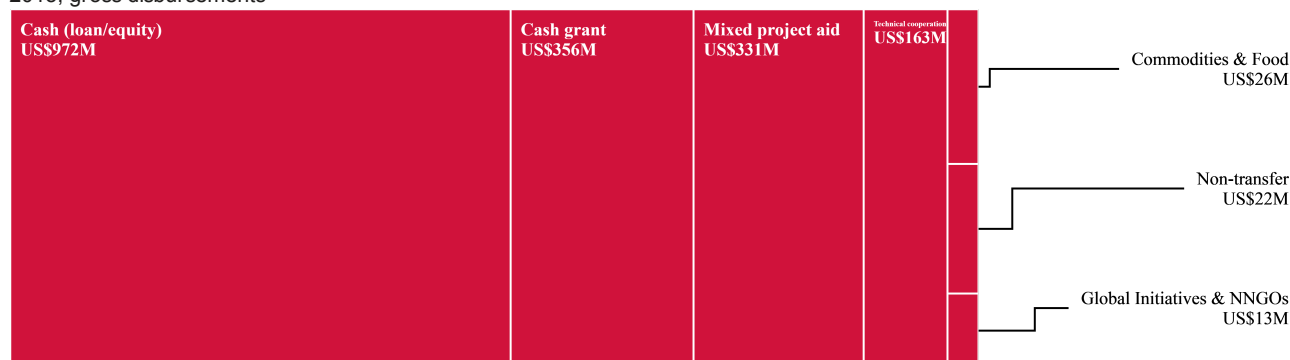 Cash (loan/equity)
US$972M
Cash grant
US$356M
Mixed project aid
US$331M
Technical cooperation
US$163M
Commodities & Food
US$26M
Non-transfer
US$22M
Global Initiatives & NNGOs
US$13M